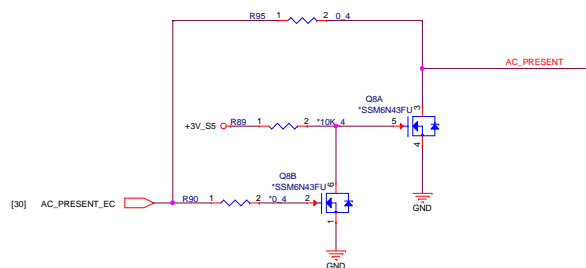 R95 1 2 0_4
AC_PRESENT
Q8A
*SSM6N43FU
3
+3V_S5 R89 1 2 *10K_4 5
4
Q8B
*SSM6N43FU
6
GND
[30] AC_PRESENT_EC R90 1 2 *0_4 2
1
GND